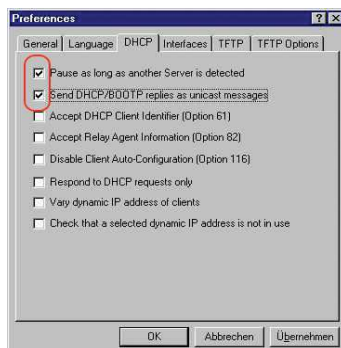 Preferences
General Language DHCP Interfaces TFTP TFTP Options
Pause as long as another Server is detected
Send DHCP/BOOTP replies as unicast messages
Accept DHCP Client Identifier (Option 61)
Accept Relay Agent Information (Option 82)
Disable Client Auto-Configuration (Option 116)
Respond to DHCP requests only
Vary dynamic IP address of clients
Check that a selected dynamic IP address is not in use
OK Abbrechen Übernehmen